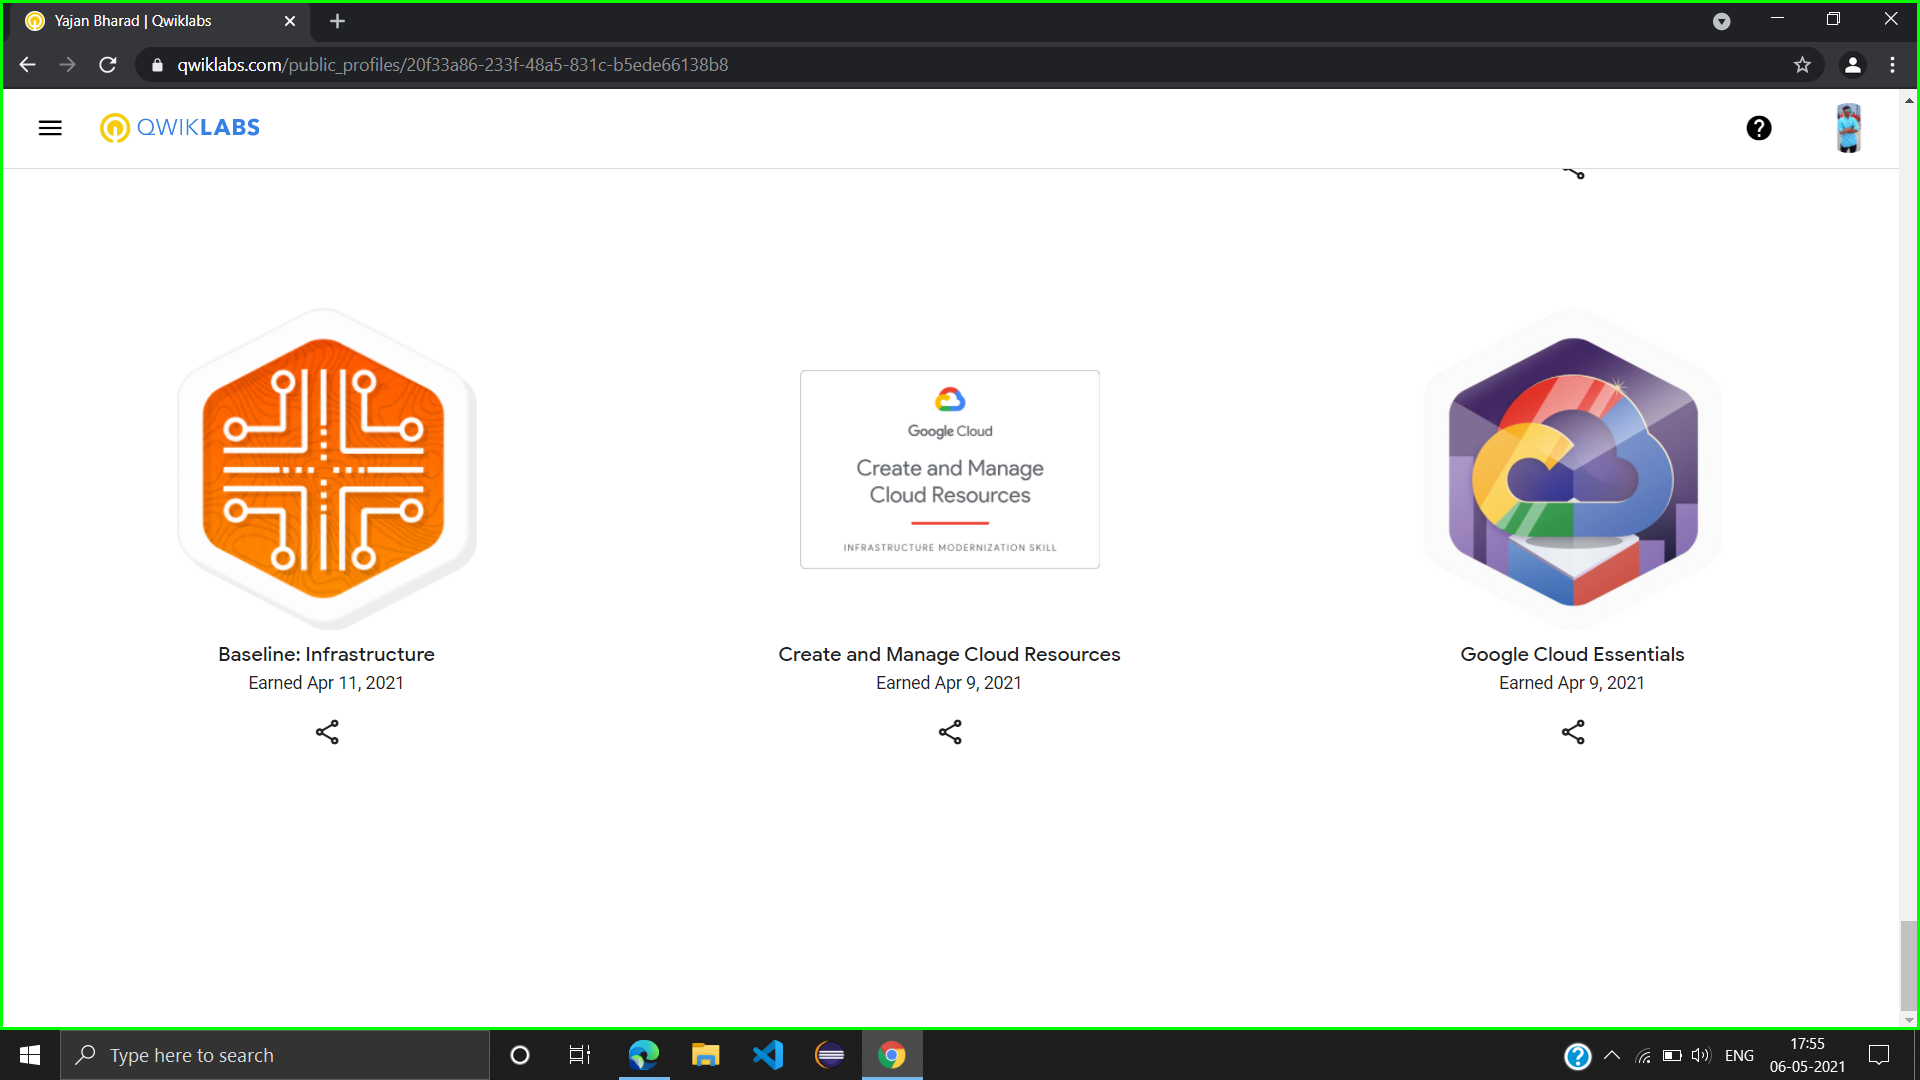 Yajan Bharad | Qwiklabs
qwiklabs.com/public_profiles/20f33a86-233f-48a5-831c-b5ede66138b8
QWIKLABS
Google Cloud
Create and Manage
Cloud Resources
INFRASTRUCTURE MODERNIZATION SKILL
Baseline: Infrastructure
Earned Apr 11, 2021
Create and Manage Cloud Resources
Earned Apr 9, 2021
Google Cloud Essentials
Earned Apr 9, 2021
Type here to search
ENG
17:55
06-05-2021